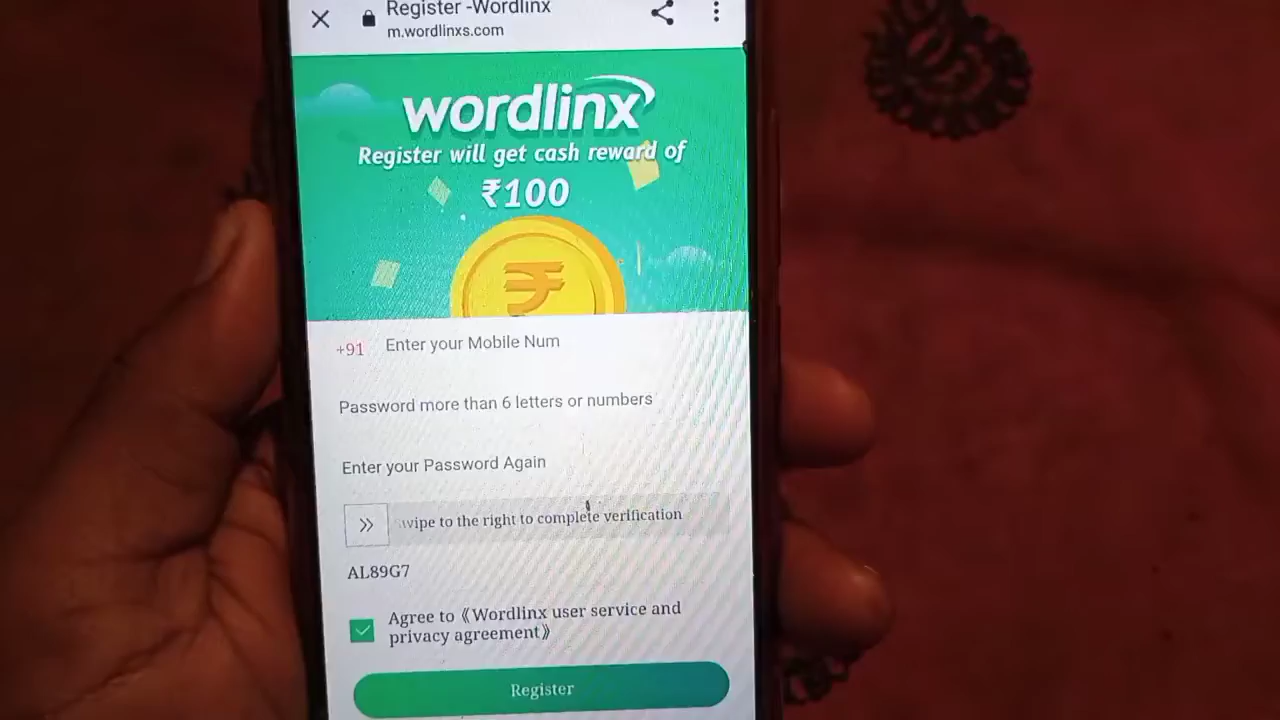 Register -Wordlinx
m.wordlinxs.com
wordlinx
Register will get cash reward of
₹100
+91 Enter your Mobile Num
Password more than 6 letters or numbers
Enter your Password Again
wipe to the right to complete verification
AL89G7
Agree to《Wordlinx user service and
privacy agreement》
Register